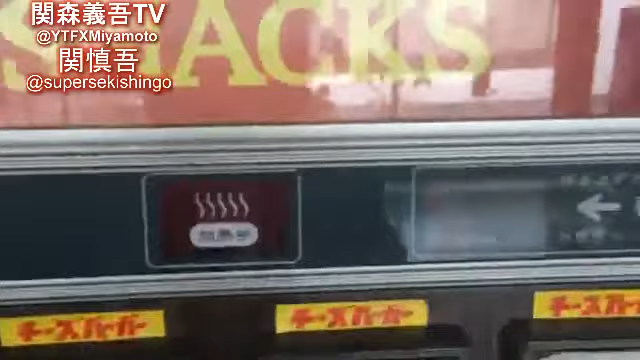 関森義吾TV
@YTFXMiyamoto
関慎吾
@supersekishingo
SNACKS
加熱中
チーズバーガー
チーズバーガー
チーズバーガー